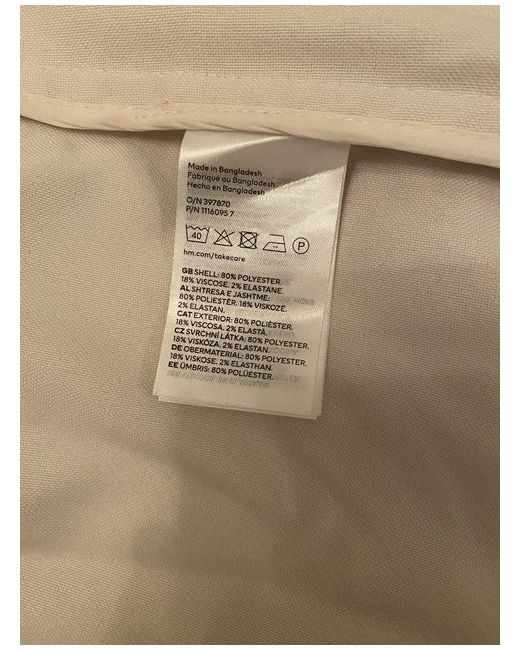 Made in Bangladesh
Fabriqué au Bangladesh
Hecho en Bangladesh
O/N 397870
P/N 1116095 7
40
P
hm.com/takecare
GB SHELL: 80% POLYESTER.
18% VISCOSE, 2% ELASTANE.
AL SHTRESA E JASHTME:
80% POLIESTËR. 18% VISKOZË.
2% ELASTAN.
CAT EXTERIOR: 80% POLIÈSTER.
18% VISCOSA, 2% ELASTÀ.
CZ SVRCHNÍ LÁTKA: 80% POLYESTER.
18% VISKÓZA, 2% ELASTAN.
DE OBERMATERIAL: 80% POLYESTER.
18% VISKOSE, 2% ELASTHAN.
EE ÜMBRIS: 80% POLÜESTER.